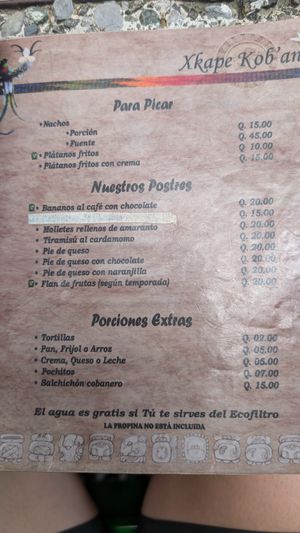 Xkape Kob'an
Para Picar
• Nachos
• Porción Q. 15.00
• Fuente Q. 45.00
• Plátanos fritos Q. 10.00
• Plátanos fritos con crema Q. 15.00
Nuestros Postres
• Bananos al café con chocolate Q. 20.00
Q. 15.00
• Molletes rellenos de amaranto Q. 20.00
• Tiramisú al cardamomo Q. 20.00
• Pie de queso Q. 20.00
• Pie de queso con chocolate Q. 20.00
• Pie de queso con naranjilla Q. 20.00
• Flan de frutas (según temporada) Q. 20.00
Porciones Extras
• Tortillas Q. 02.00
• Pan, Frijol o Arroz Q. 05.00
• Crema, Queso o Leche Q. 05.00
• Pochitos Q. 07.00
• Salchichón cobanero Q. 15.00
El agua es gratis si Tú te sirves del Ecofiltro
LA PROPINA NO ESTÁ INCLUIDA